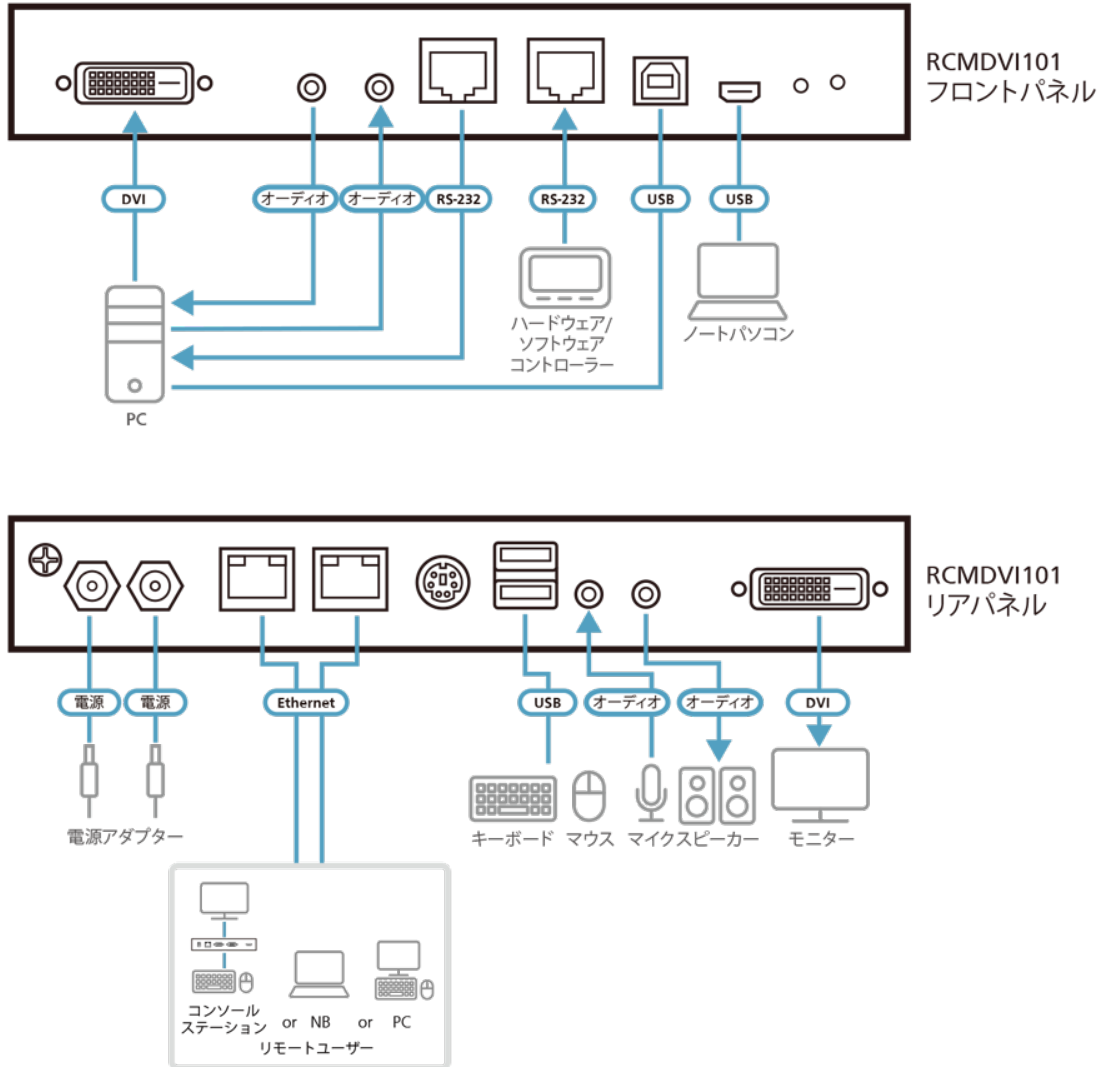 RCMDVI101
フロントパネル
DVI
オーディオ
オーディオ
RS-232
RS-232
USB
USB
ハードウェア/
ソフトウェア
コントローラー
ノートパソコン
PC
RCMDVI101
リアパネル
電源
電源
Ethernet
USB
オーディオ
オーディオ
DVI
電源アダプター
キーボード
マウス
マイク
スピーカー
モニター
コンソール
ステーション
or
NB
or
PC
リモートユーザー